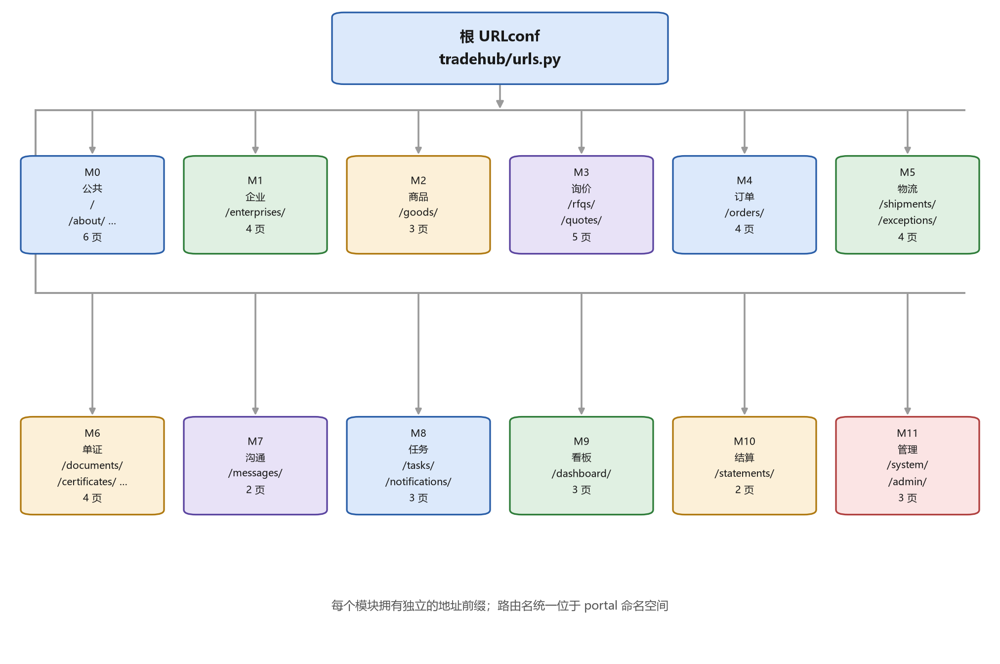 根 URLconf
tradehub/urls.py
M0
公共
/
/about/ ...
6 页
M1
企业
/enterprises/
4 页
M2
商品
/goods/
3 页
M3
询价
/rfqs/
/quotes/
5 页
M4
订单
/orders/
4 页
M5
物流
/shipments/
/exceptions/
4 页
M6
单证
/documents/
/certificates/ ...
4 页
M7
沟通
/messages/
2 页
M8
任务
/tasks/
/notifications/
3 页
M9
看板
/dashboard/
3 页
M10
结算
/statements/
2 页
M11
管理
/system/
/admin/
3 页
每个模块拥有独立的地址前缀；路由名统一位于 portal 命名空间